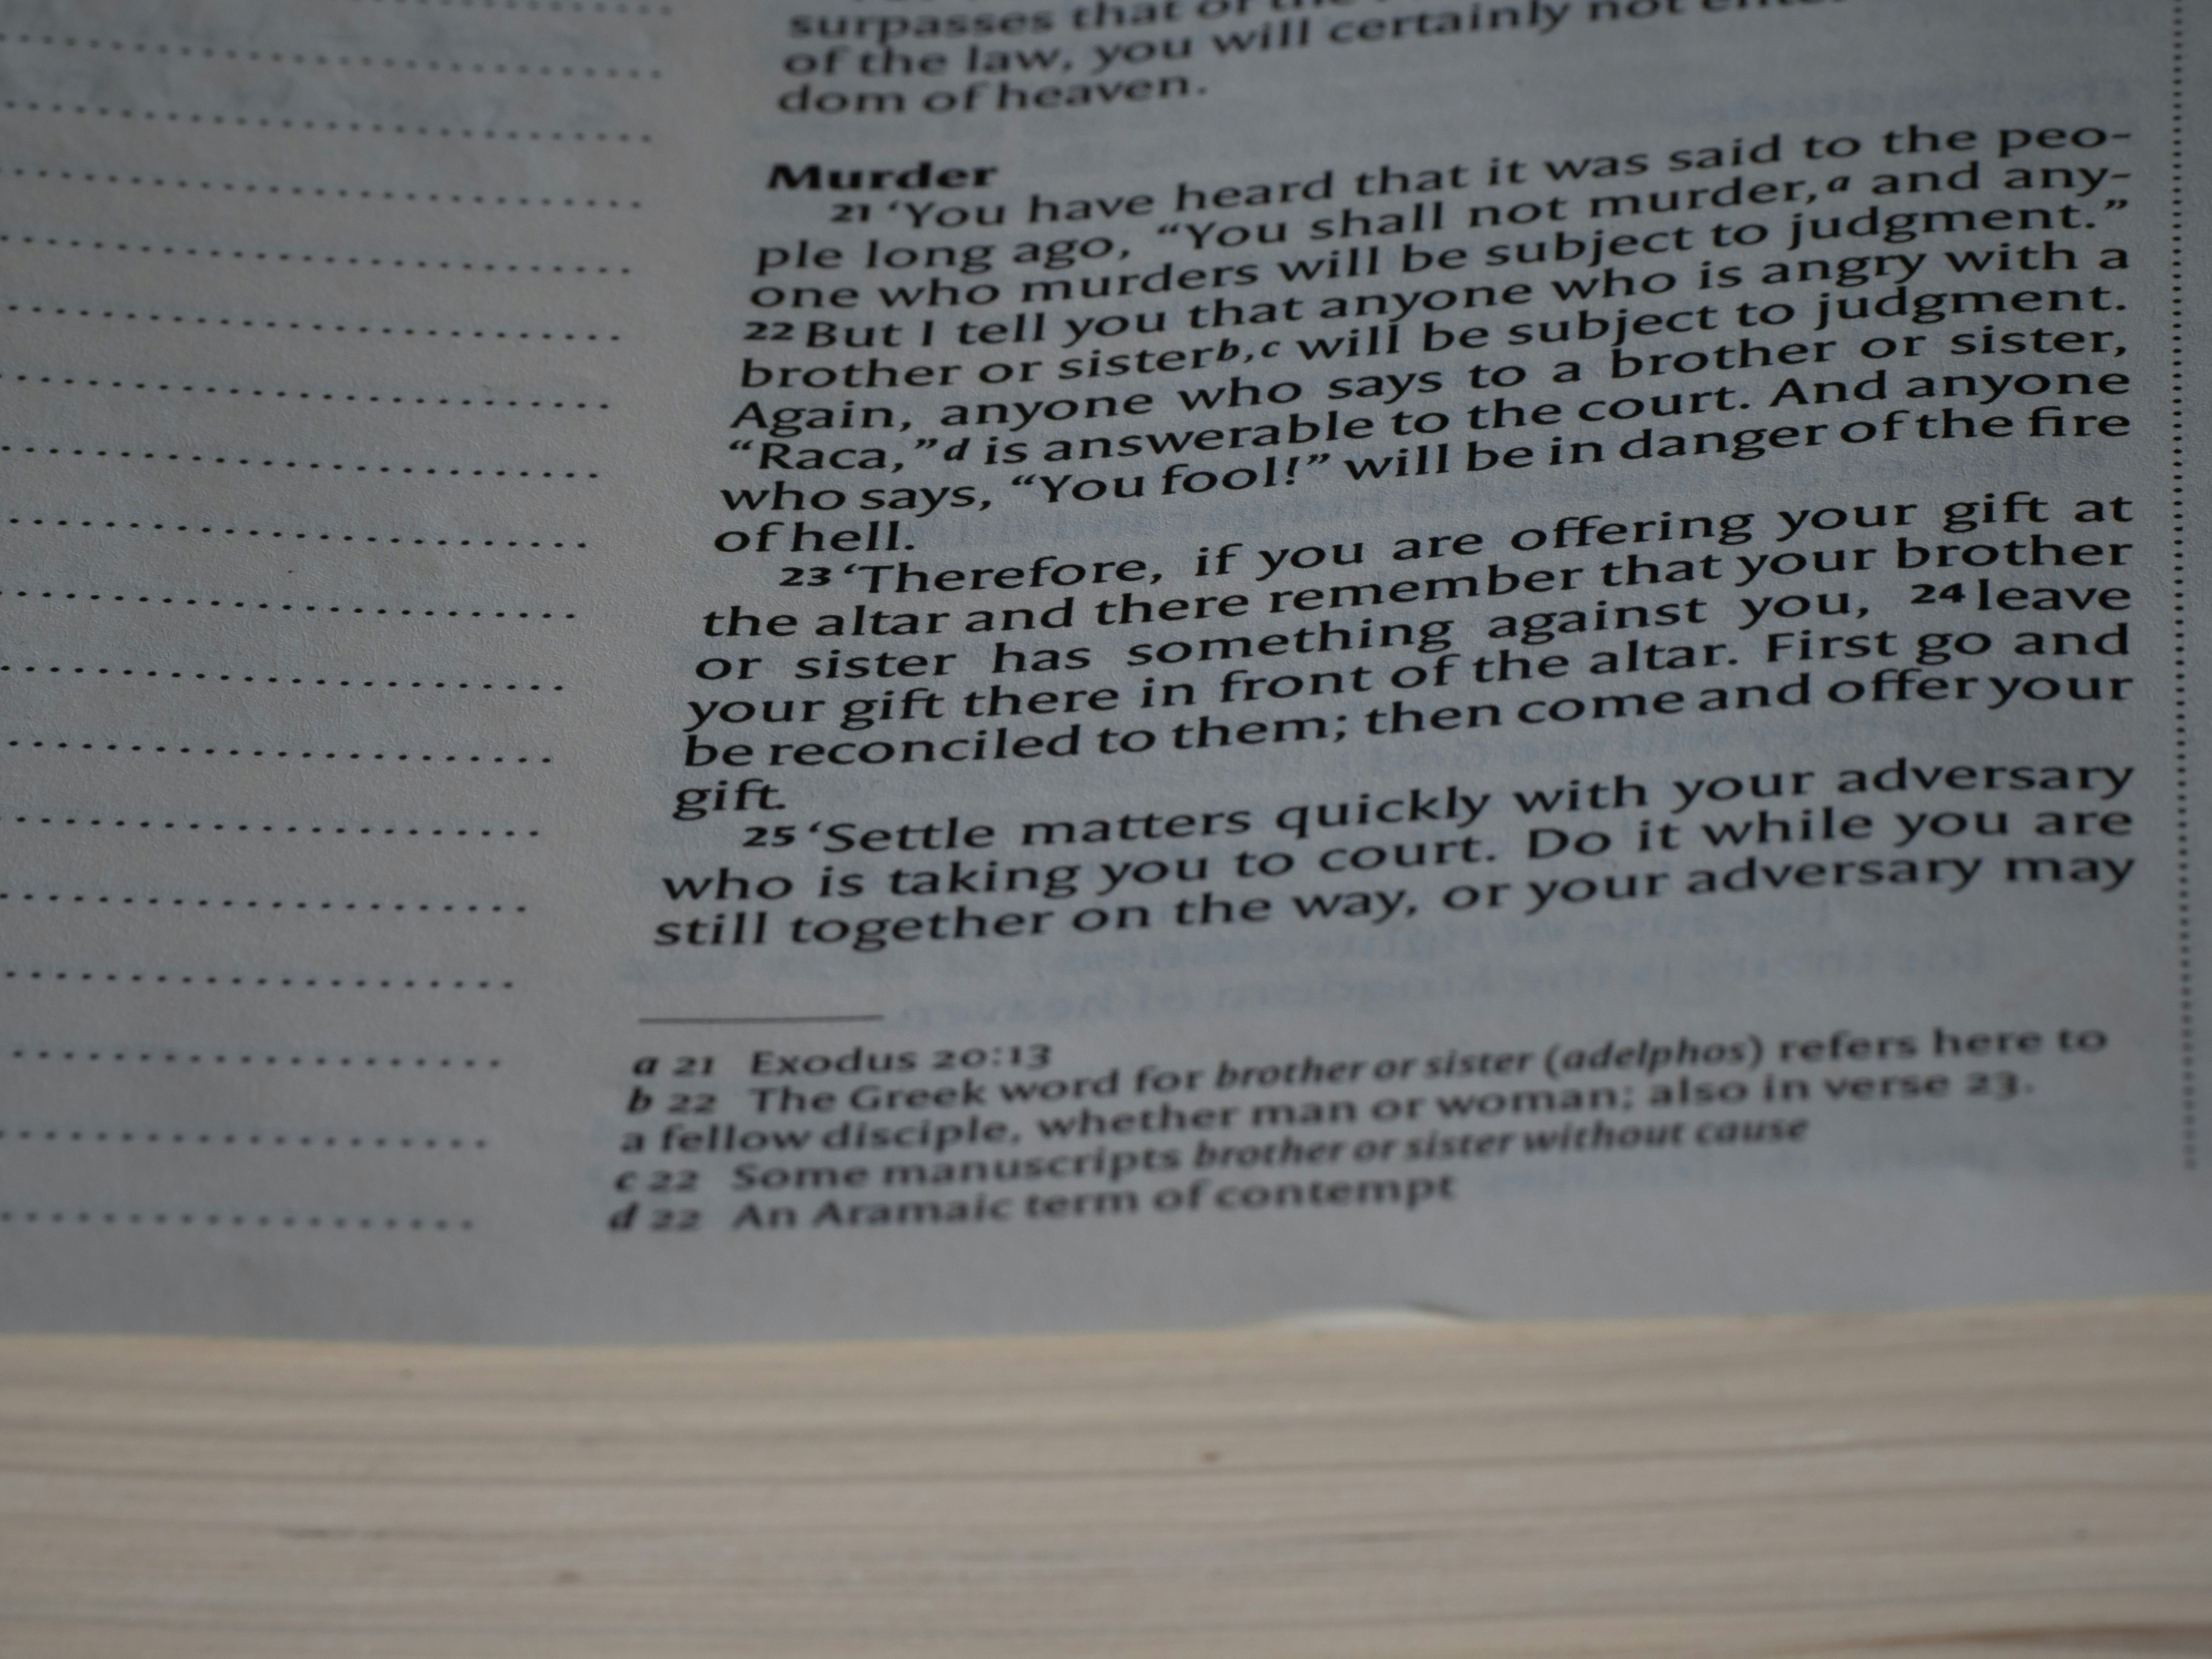 surpasses that of
of the law, you will certainly not
dom of heaven.
Murder
21 ‘You have heard that it was said to the peo-
ple long ago, “You shall not murder,a and any-
one who murders will be subject to judgment.”
22 But I tell you that anyone who is angry with a
brother or sisterb,c will be subject to judgment.
Again, anyone who says to a brother or sister,
“Raca,”d is answerable to the court. And anyone
who says, “You fool!” will be in danger of the fire
of hell.
23 ‘Therefore, if you are offering your gift at
the altar and there remember that your brother
or sister has something against you, 24 leave
your gift there in front of the altar. First go and
be reconciled to them; then come and offer your
gift.
25 ‘Settle matters quickly with your adversary
who is taking you to court. Do it while you are
still together on the way, or your adversary may
a 21 Exodus 20:13
b 22 The Greek word for brother or sister (adelphos) refers here to
a fellow disciple, whether man or woman; also in verse 23.
c 22 Some manuscripts brother or sister without cause
d 22 An Aramaic term of contempt